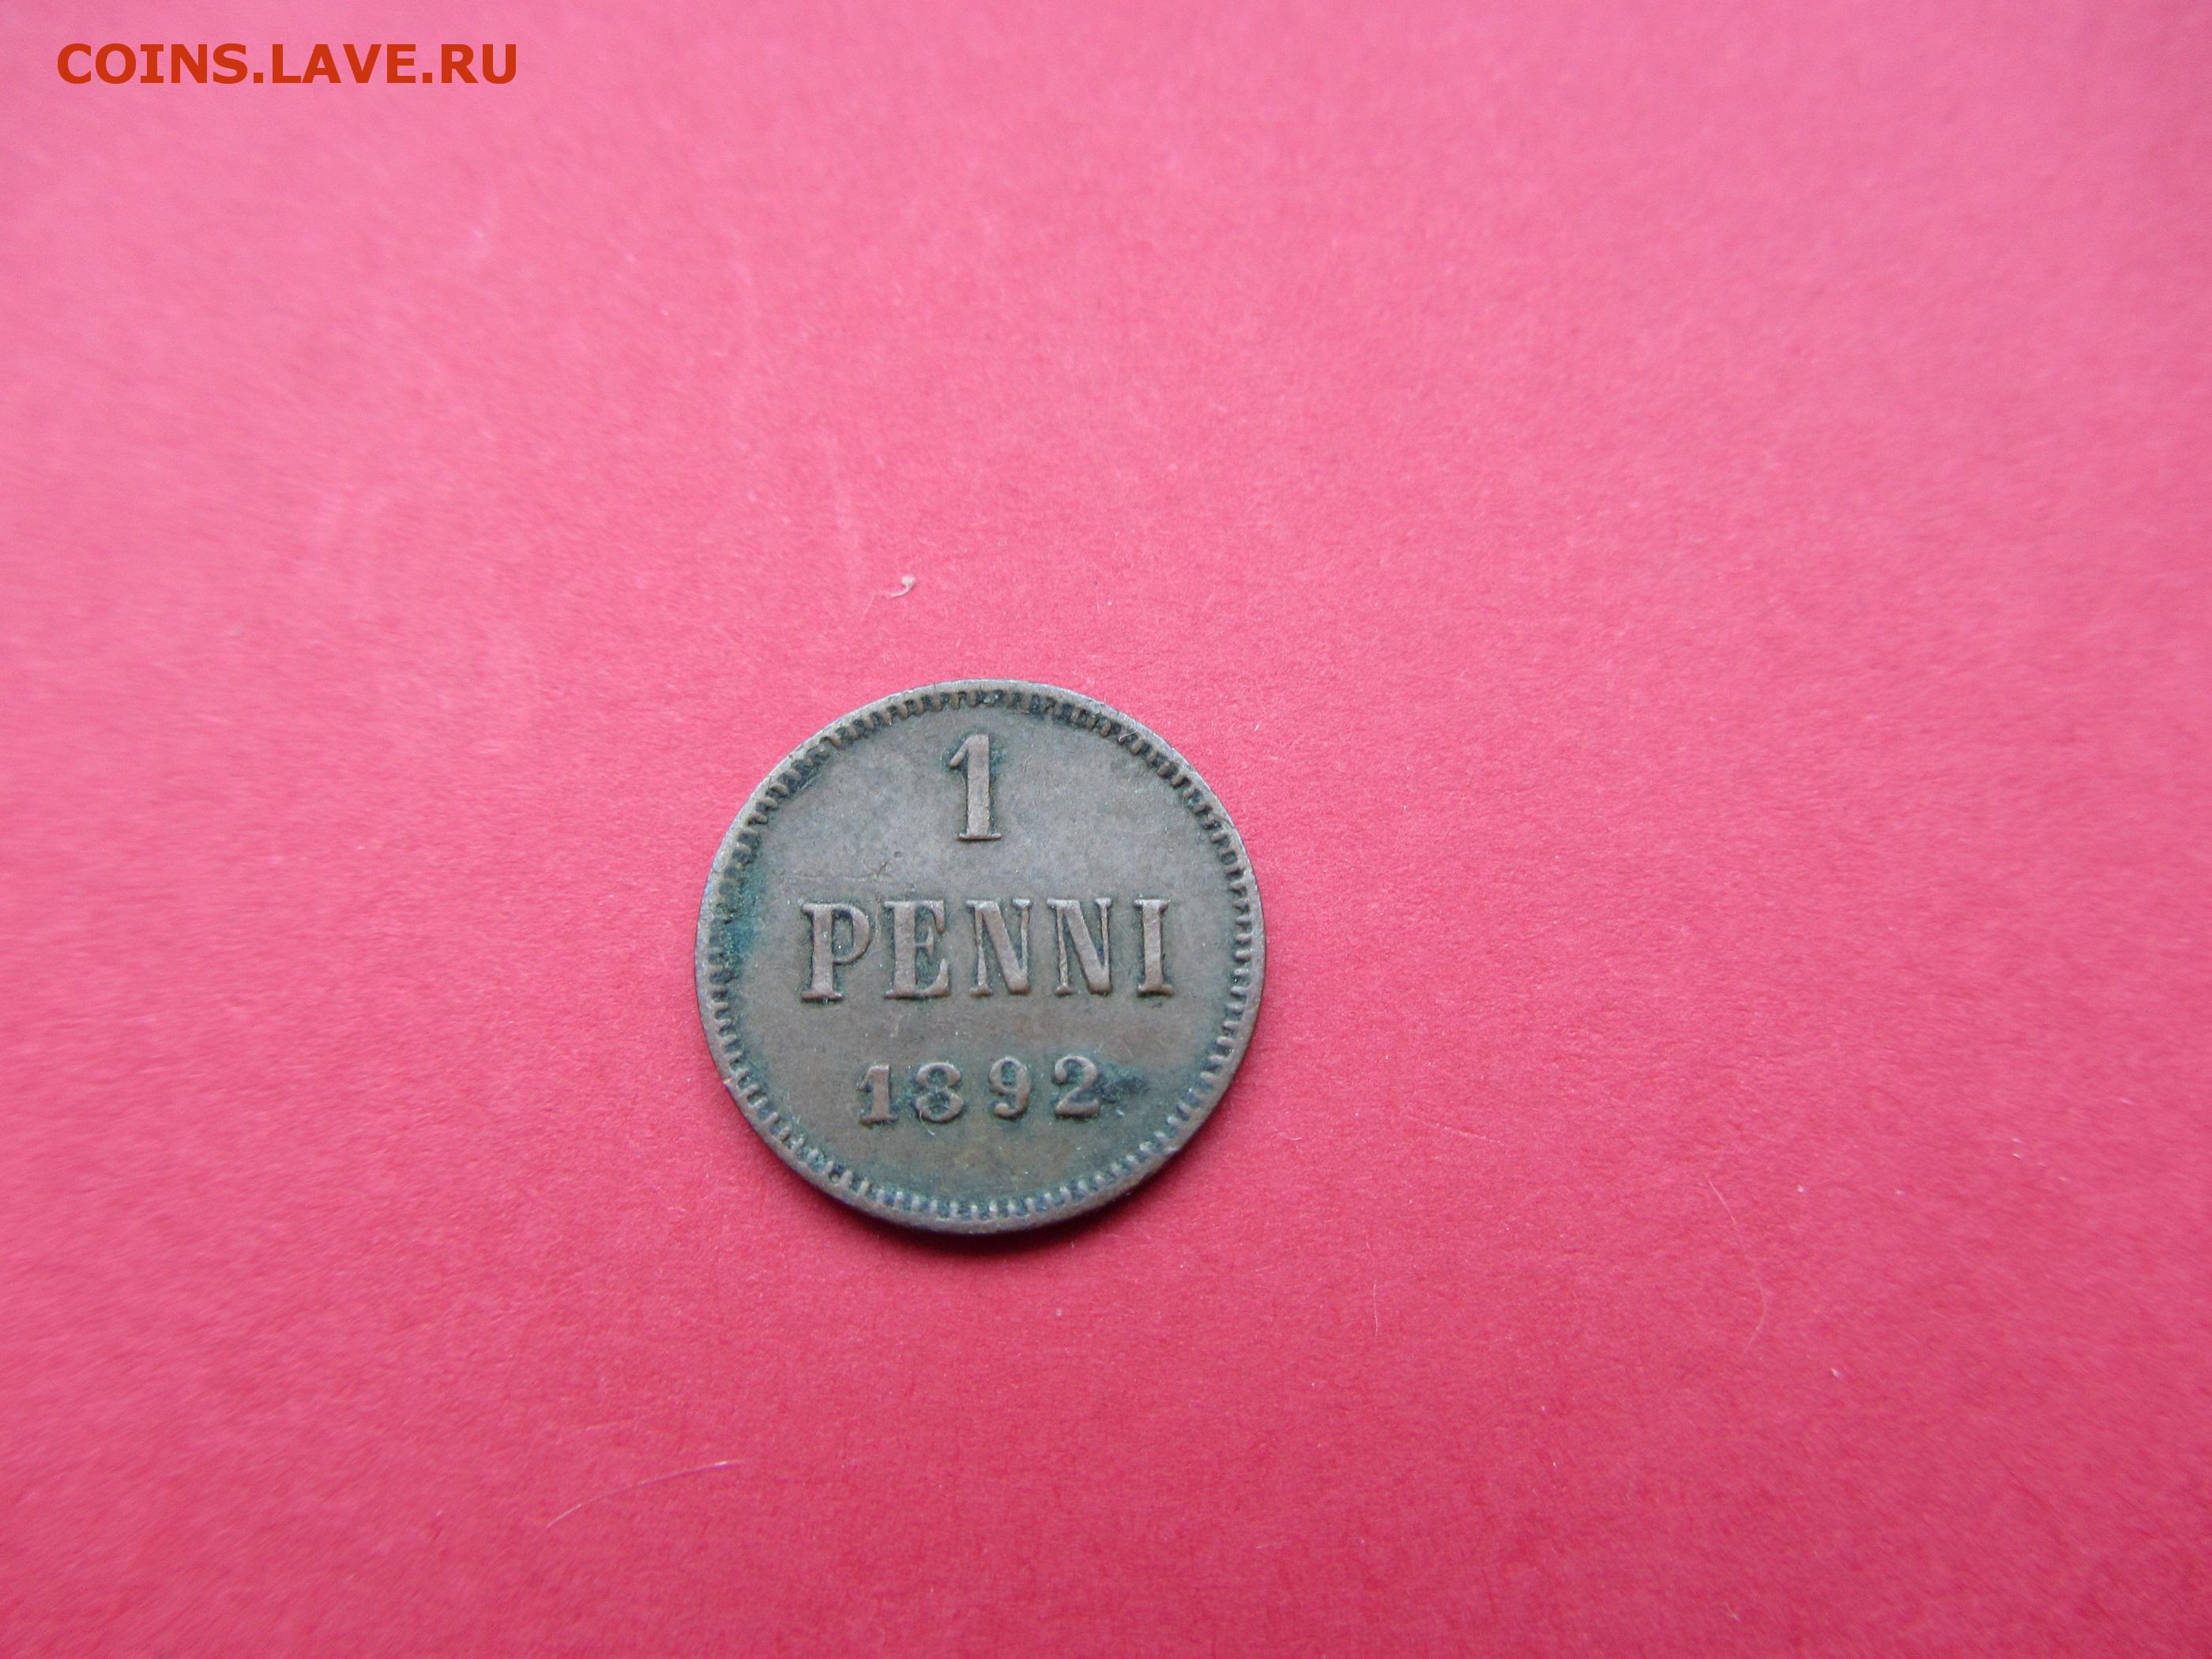 COINS.LAVE.RU
1
PENNI
1892